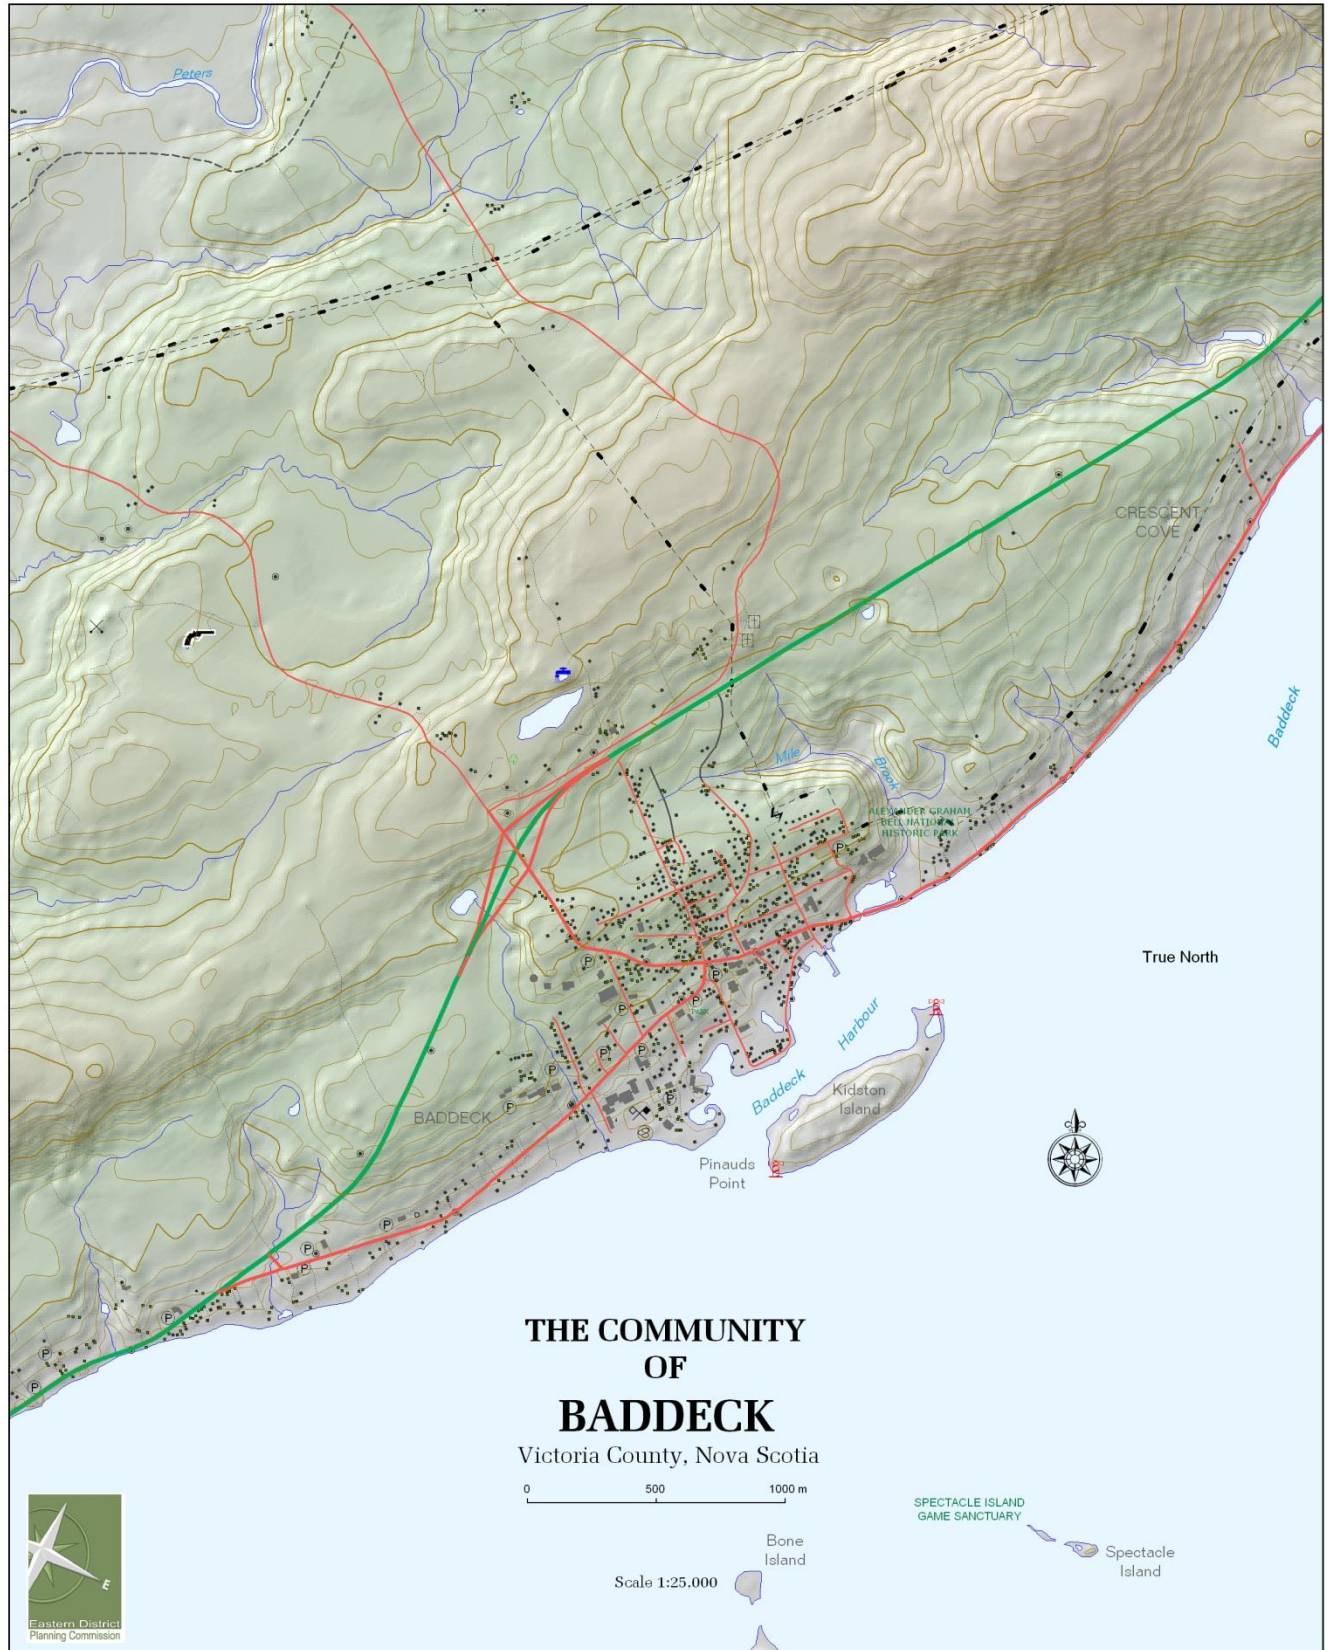 Peters
CRESCENT
COVE
Baddeck
Mile
Brook
ALEXANDER GRAHAM
BELL NATIONAL
HISTORIC PARK
P
P
True North
P
P
PARK
P
Harbour
P
P
P
Baddeck
Kidston
Island
P
P
BADDECK
Pinauds
Point
P
P
P
P
P
P
THE COMMUNITY
OF
BADDECK
Victoria County, Nova Scotia
0 500 1000 m
SPECTACLE ISLAND
GAME SANCTUARY
Bone
Island
Spectacle
Island
Scale 1:25.000
E
Eastern District
Planning Commission